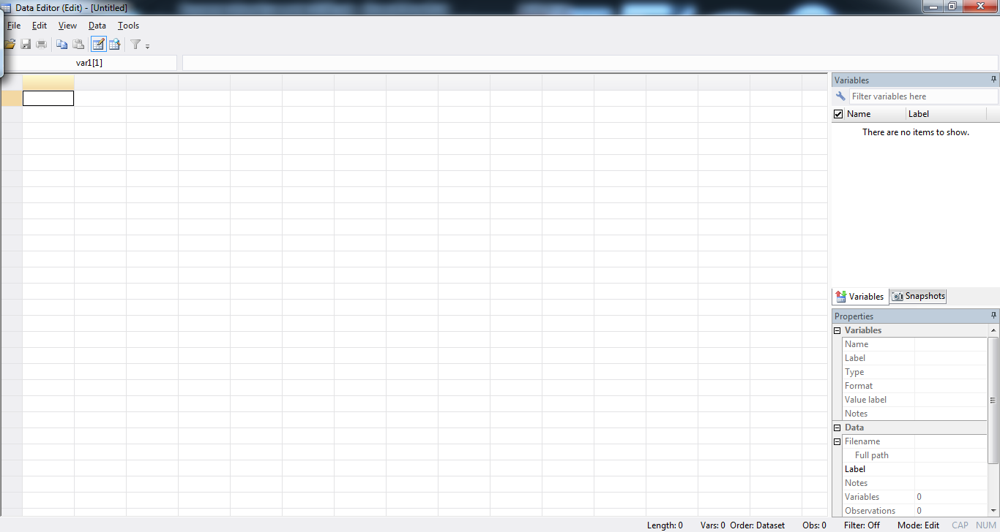 Data Editor (Edit) - [Untitled]
File Edit View Data Tools
var1[1]
Variables
Filter variables here
Name Label
There are no items to show.
Variables Snapshots
Properties
Variables
Name
Label
Type
Format
Value label
Notes
Data
Filename
Full path
Label
Notes
Variables 0
Observations 0
Length: 0 Vars: 0 Order: Dataset Obs: 0 Filter: Off Mode: Edit CAP NUM